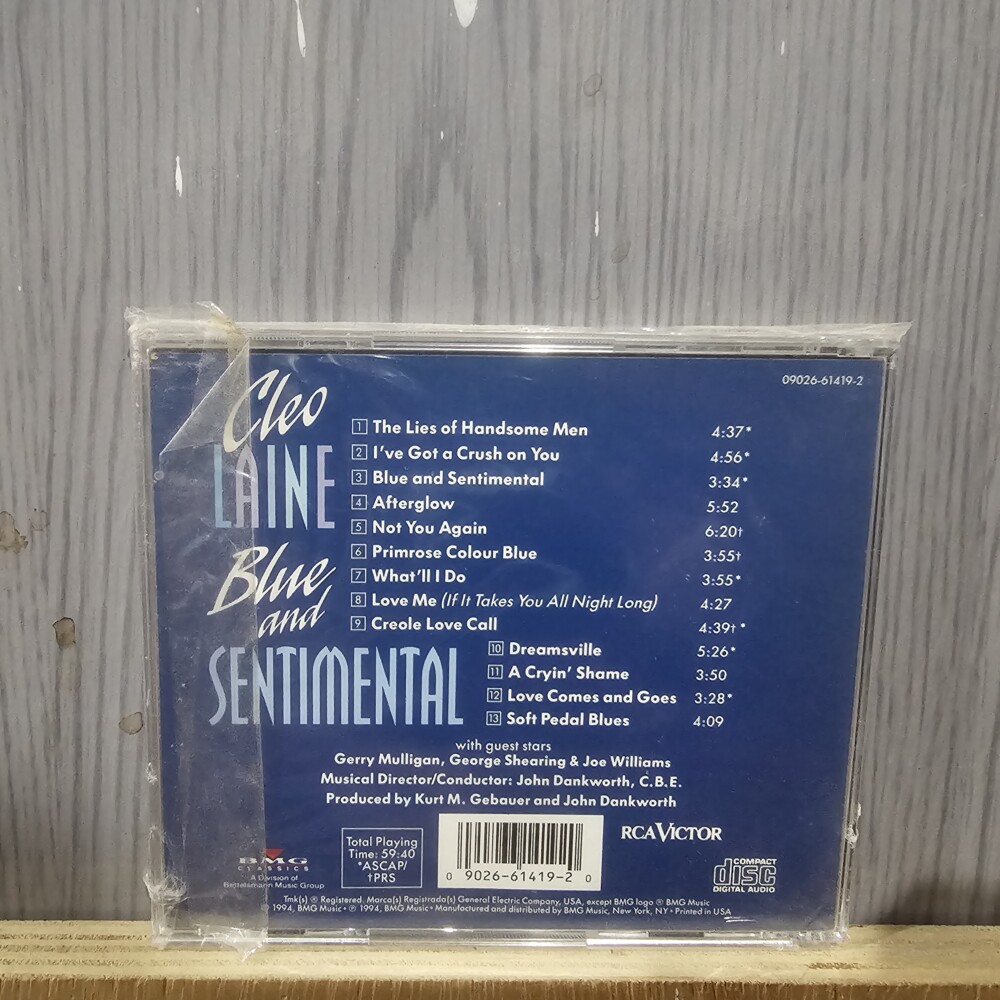 09026-61419-2
Cleo
LAINE
Blue
and
SENTIMENTAL
1 The Lies of Handsome Men 4:37*
2 I've Got a Crush on You 4:56*
3 Blue and Sentimental 3:34*
4 Afterglow 5:52
5 Not You Again 6:20†
6 Primrose Colour Blue 3:55†
7 What'll I Do 3:55*
8 Love Me (If It Takes You All Night Long) 4:27
9 Creole Love Call 4:39†*
10 Dreamsville 5:26*
11 A Cryin' Shame 3:50
12 Love Comes and Goes 3:28*
13 Soft Pedal Blues 4:09
with guest stars
Gerry Mulligan, George Shearing & Joe Williams
Musical Director/Conductor: John Dankworth, C.B.E.
Produced by Kurt M. Gebauer and John Dankworth
BMG
CLASSICS
A Division of
Bertelsmann Music Group
Total Playing
Time: 59:40
*ASCAP/
†PRS
0 9026-61419-2 0
RCA VICTOR
COMPACT
disc
DIGITAL AUDIO
Tmk(s) ® Registered. Marca(s) Registrada(s) General Electric Company, USA, except BMG logo ® BMG Music
1994, BMG Music • ℗ 1994, BMG Music • Manufactured and distributed by BMG Music, New York, NY • Printed in USA